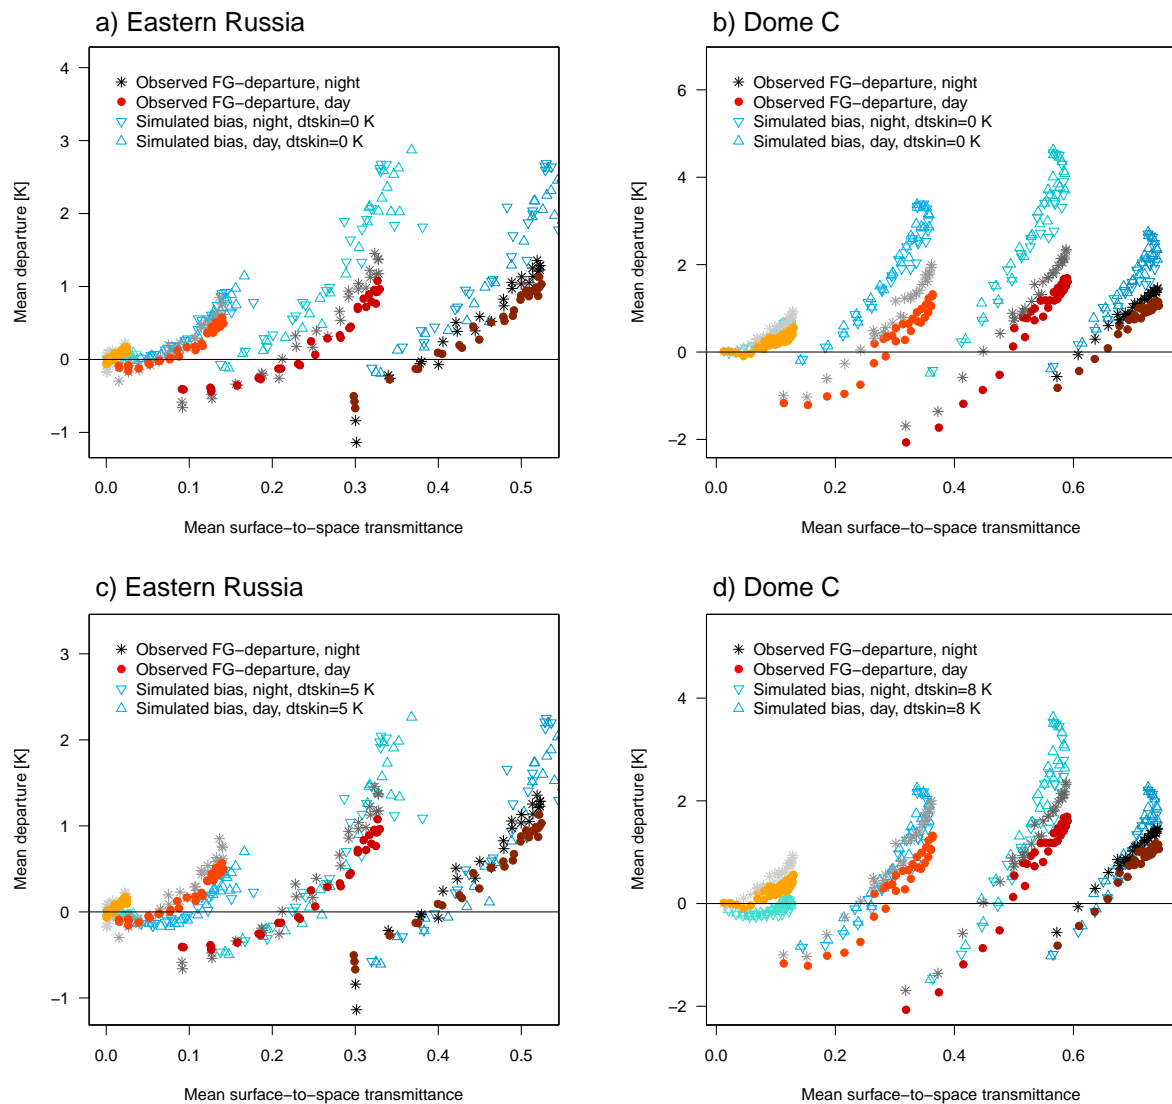 a) Eastern Russia
Mean departure [K]
4
3
2
1
0
−1
✳ Observed FG−departure, night
● Observed FG−departure, day
▽ Simulated bias, night, dtskin=0 K
△ Simulated bias, day, dtskin=0 K
0.0 0.1 0.2 0.3 0.4 0.5
Mean surface−to−space transmittance
b) Dome C
Mean departure [K]
6
4
2
0
−2
✳ Observed FG−departure, night
● Observed FG−departure, day
▽ Simulated bias, night, dtskin=0 K
△ Simulated bias, day, dtskin=0 K
0.0 0.2 0.4 0.6
Mean surface−to−space transmittance
c) Eastern Russia
Mean departure [K]
3
2
1
0
−1
✳ Observed FG−departure, night
● Observed FG−departure, day
▽ Simulated bias, night, dtskin=5 K
△ Simulated bias, day, dtskin=5 K
0.0 0.1 0.2 0.3 0.4 0.5
Mean surface−to−space transmittance
d) Dome C
Mean departure [K]
4
2
0
−2
✳ Observed FG−departure, night
● Observed FG−departure, day
▽ Simulated bias, night, dtskin=8 K
△ Simulated bias, day, dtskin=8 K
0.0 0.2 0.4 0.6
Mean surface−to−space transmittance